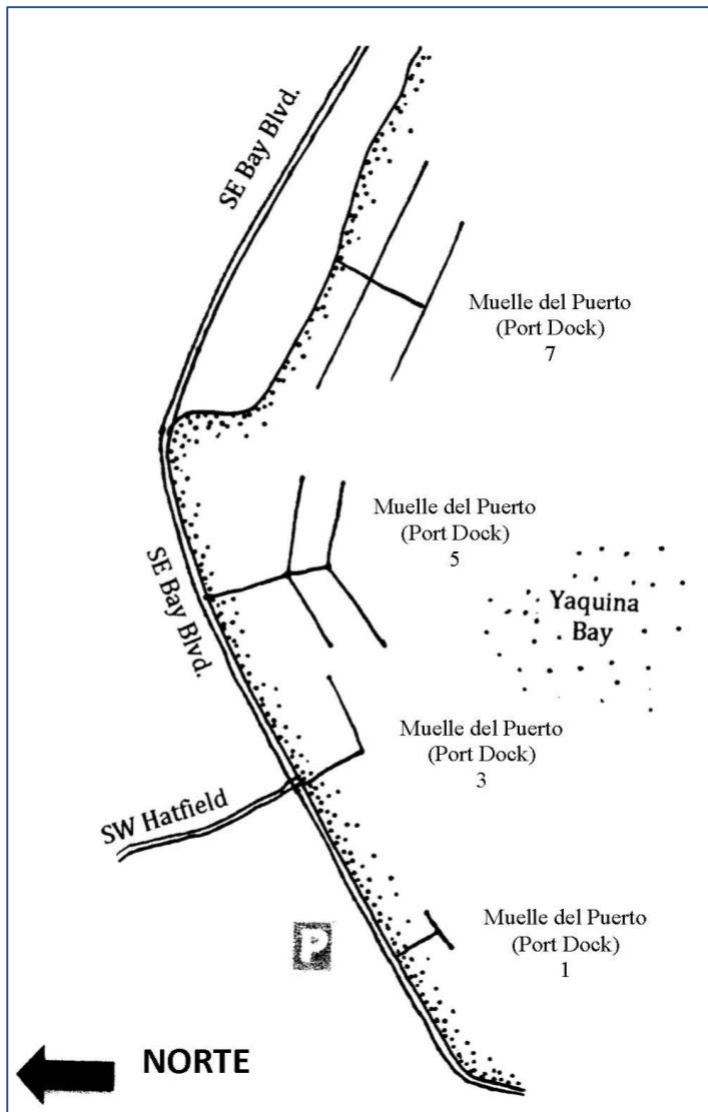 SE Bay Blvd.
Muelle del Puerto
(Port Dock)
7
Muelle del Puerto
(Port Dock)
5
SE Bay Blvd.
Yaquina
Bay
Muelle del Puerto
(Port Dock)
3
SW Hatfield
Muelle del Puerto
(Port Dock)
1
P
NORTE